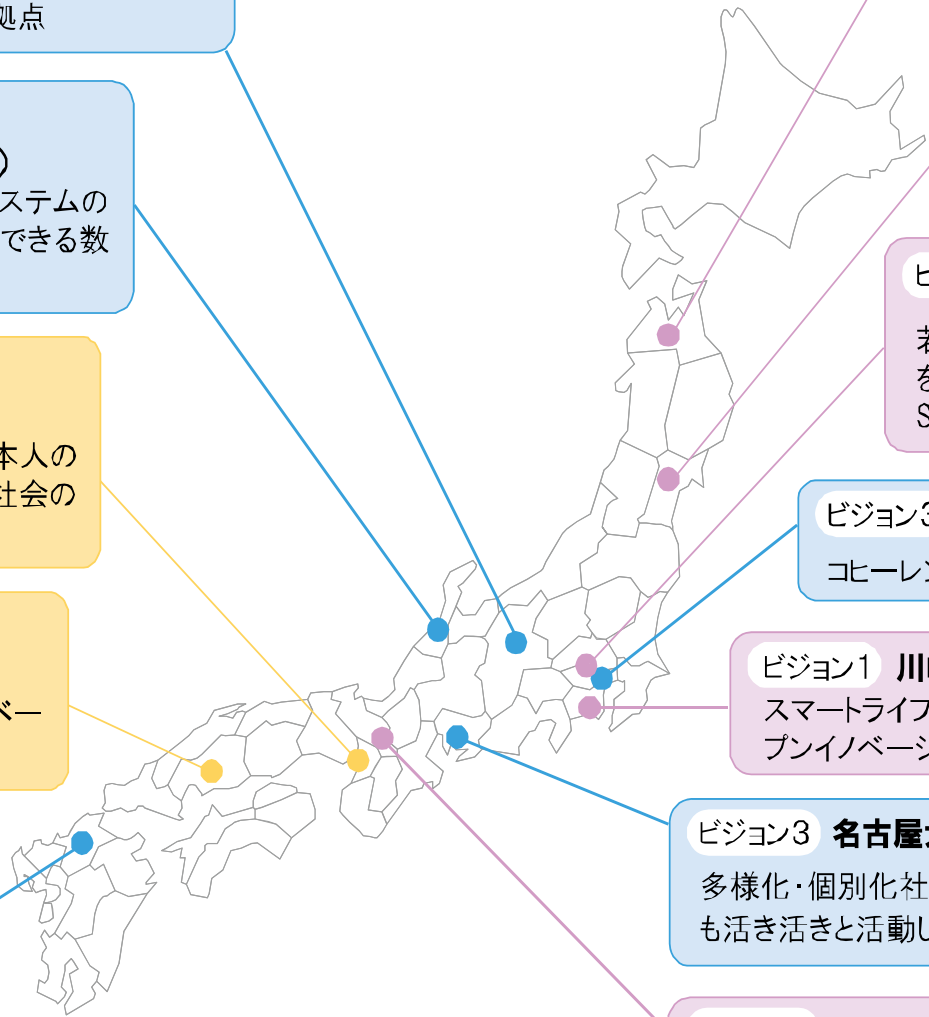 処点
）
ステムの
できる数
本人の
社会の
ベー
ビジョン3
コヒーレン
ビジョン1 川
スマートライフ
プンイノベーシ
ビジョン3 名古屋
多様化・個別化社
も活き活きと活動し